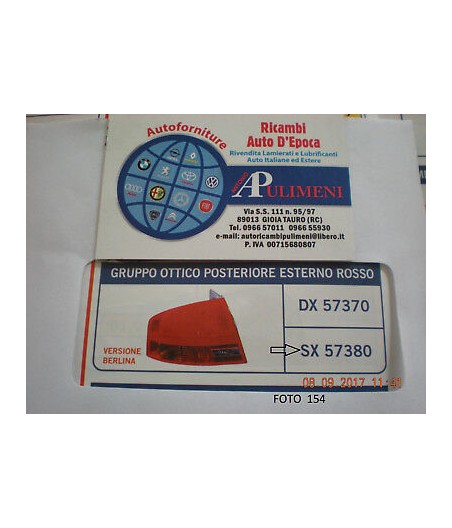 Autoforniture
Ricambi
Auto D'Epoca
Rivendita Lamierati e Lubrificanti
Auto Italiane ed Estere
PULIMENI
Via S.S. 111 n. 95/97
89013 GIOIA TAURO (RC)
Tel. 0966 57011 0966 55930
e-mail: autoricambipulimeni@libero.it
P. IVA 00715680807
GRUPPO OTTICO POSTERIORE ESTERNO ROSSO
DX 57370
VERSIONE
BERLINA
SX 57380
08 09 2017 11
FOTO 154